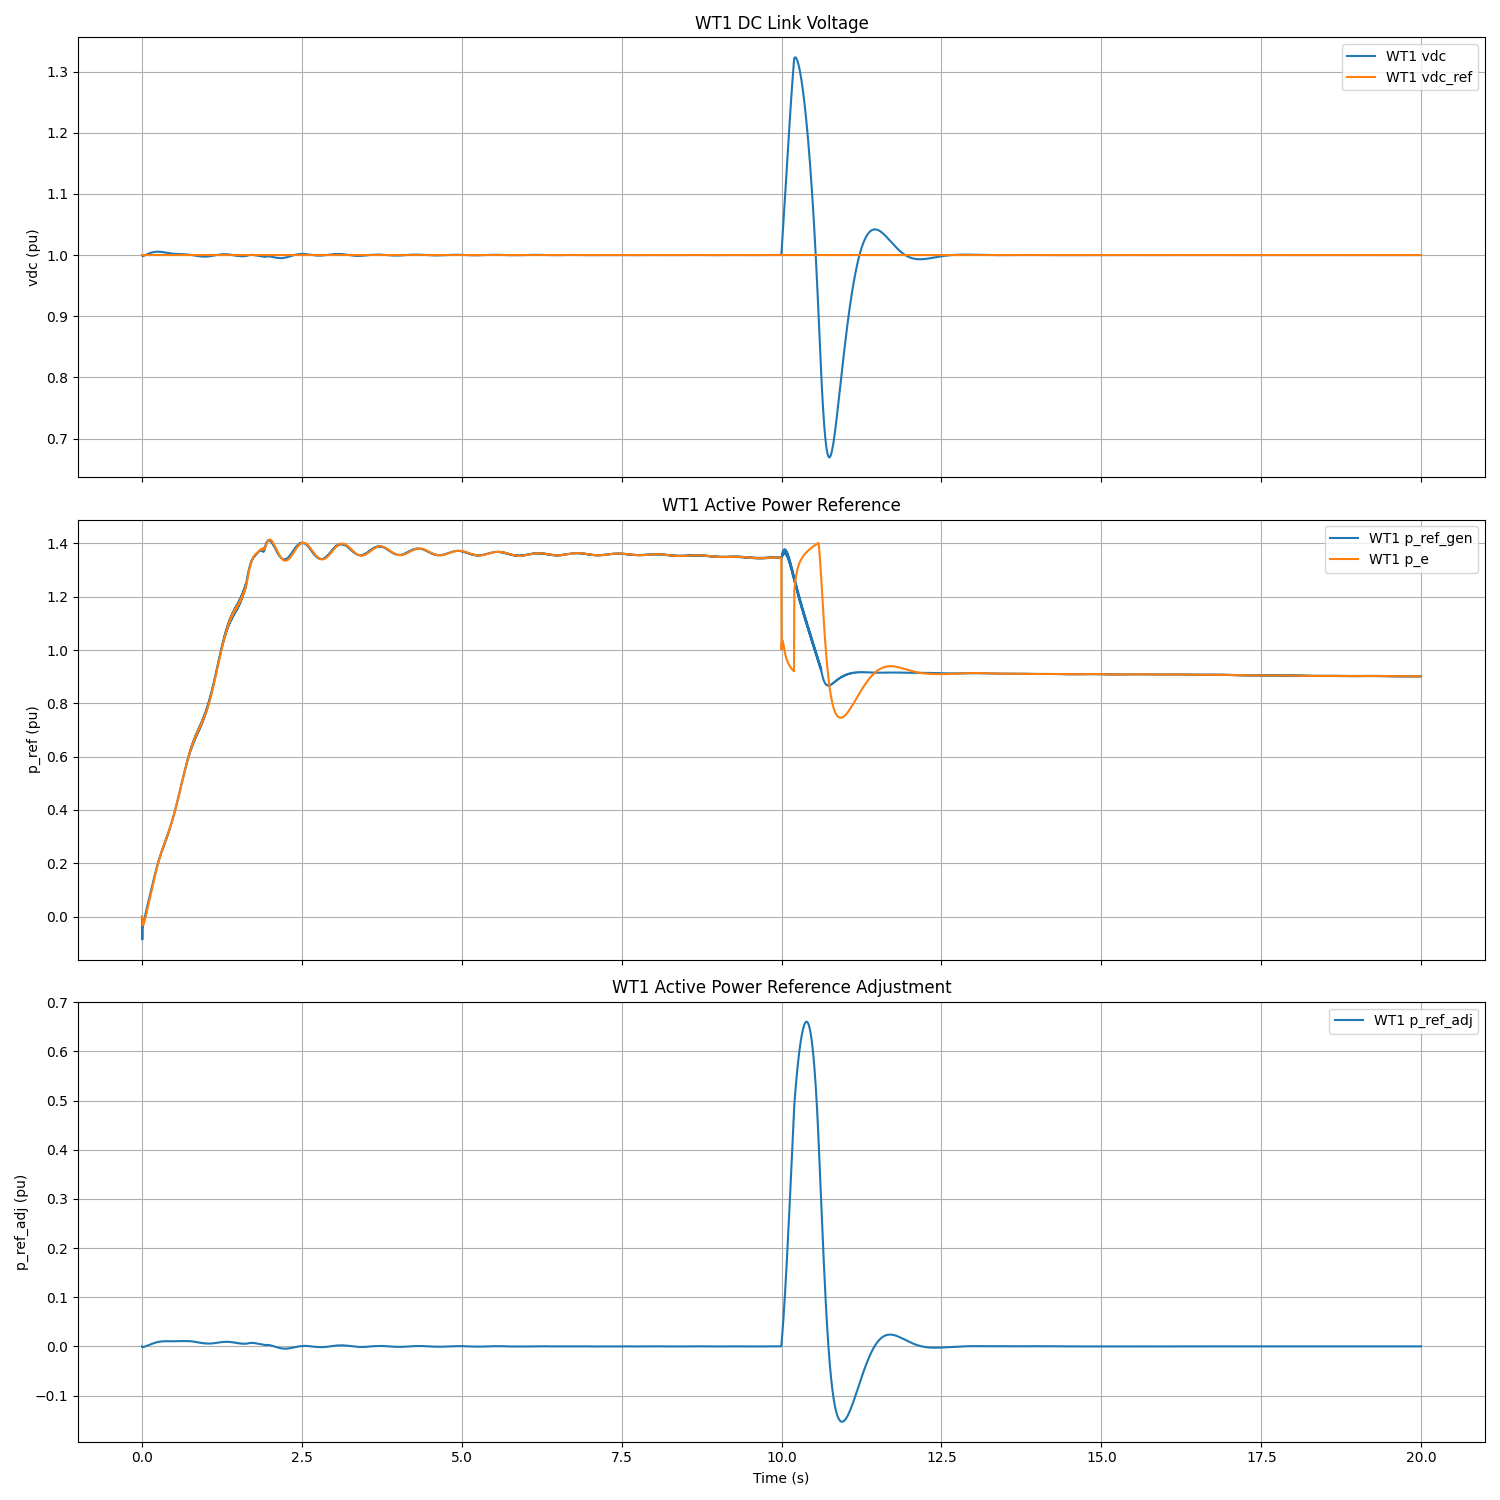 WT1 DC Link Voltage
1.3
1.2
1.1
1.0
0.9
0.8
0.7
vdc (pu)
WT1 vdc
WT1 vdc_ref
WT1 Active Power Reference
1.4
1.2
1.0
0.8
0.6
0.4
0.2
0.0
p_ref (pu)
WT1 p_ref_gen
WT1 p_e
WT1 Active Power Reference Adjustment
0.7
0.6
0.5
0.4
0.3
0.2
0.1
0.0
−0.1
p_ref_adj (pu)
WT1 p_ref_adj
0.0 2.5 5.0 7.5 10.0 12.5 15.0 17.5 20.0
Time (s)